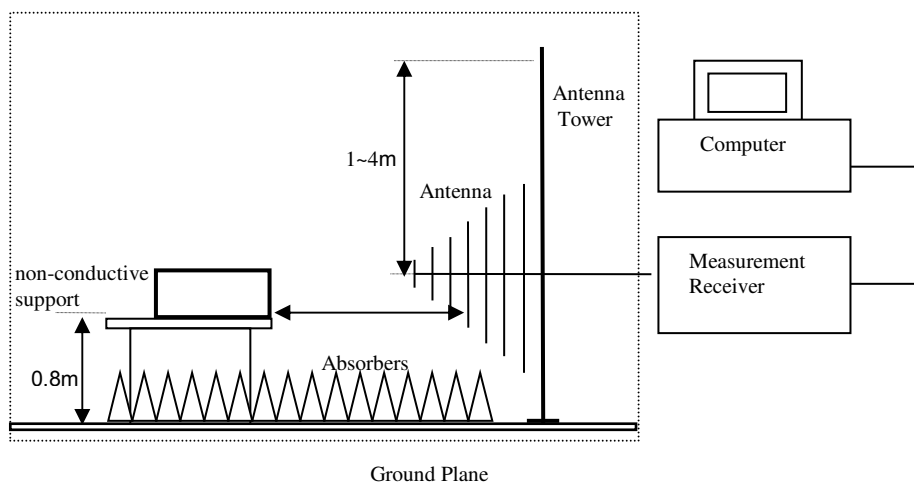 Antenna
Tower
Computer
1~4m
Antenna
Measurement
Receiver
non-conductive
support
Absorbers
0.8m
Ground Plane